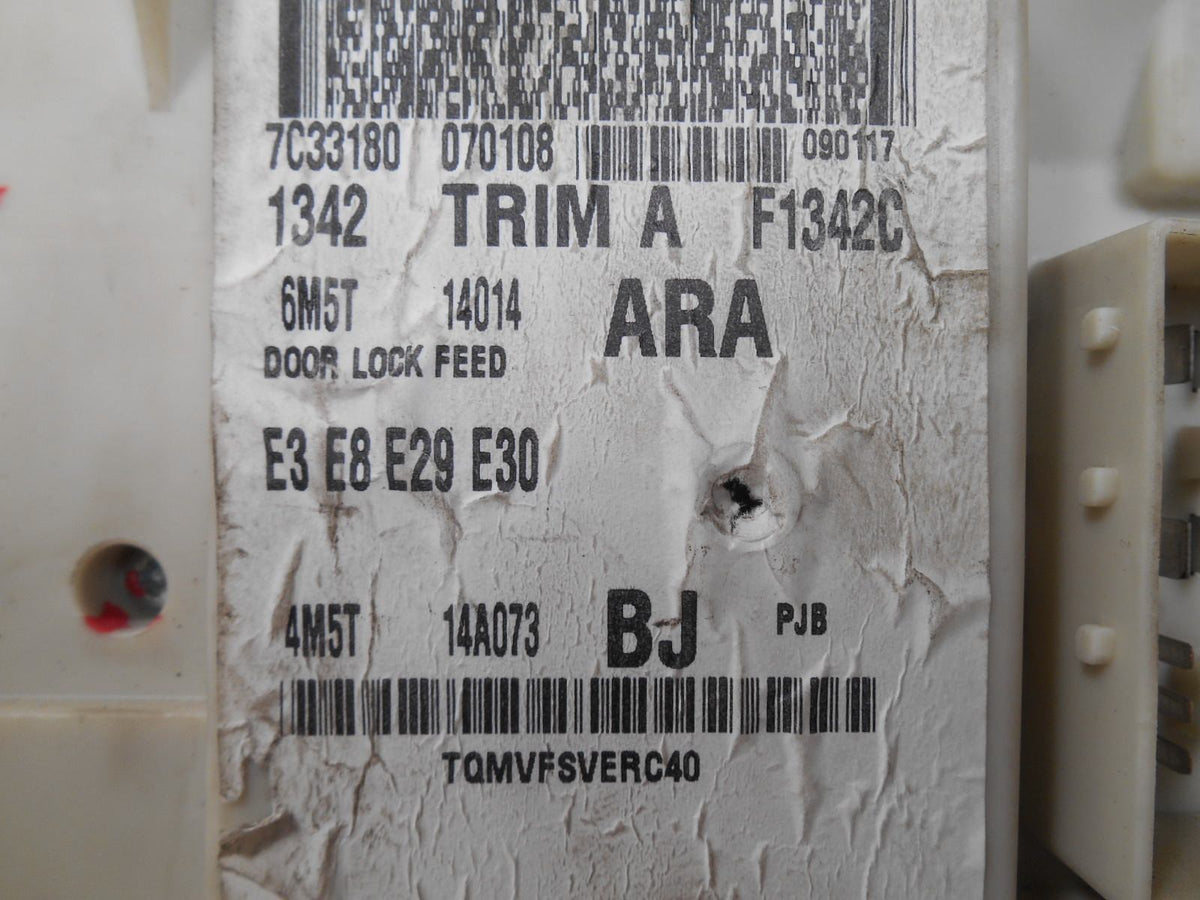 7C33180 070108 090117
1342 TRIM A F1342C
6M5T 14014 ARA
DOOR LOCK FEED
E3 E8 E29 E30
4M5T 14A073 BJ PJB
TQMVFSVERC40